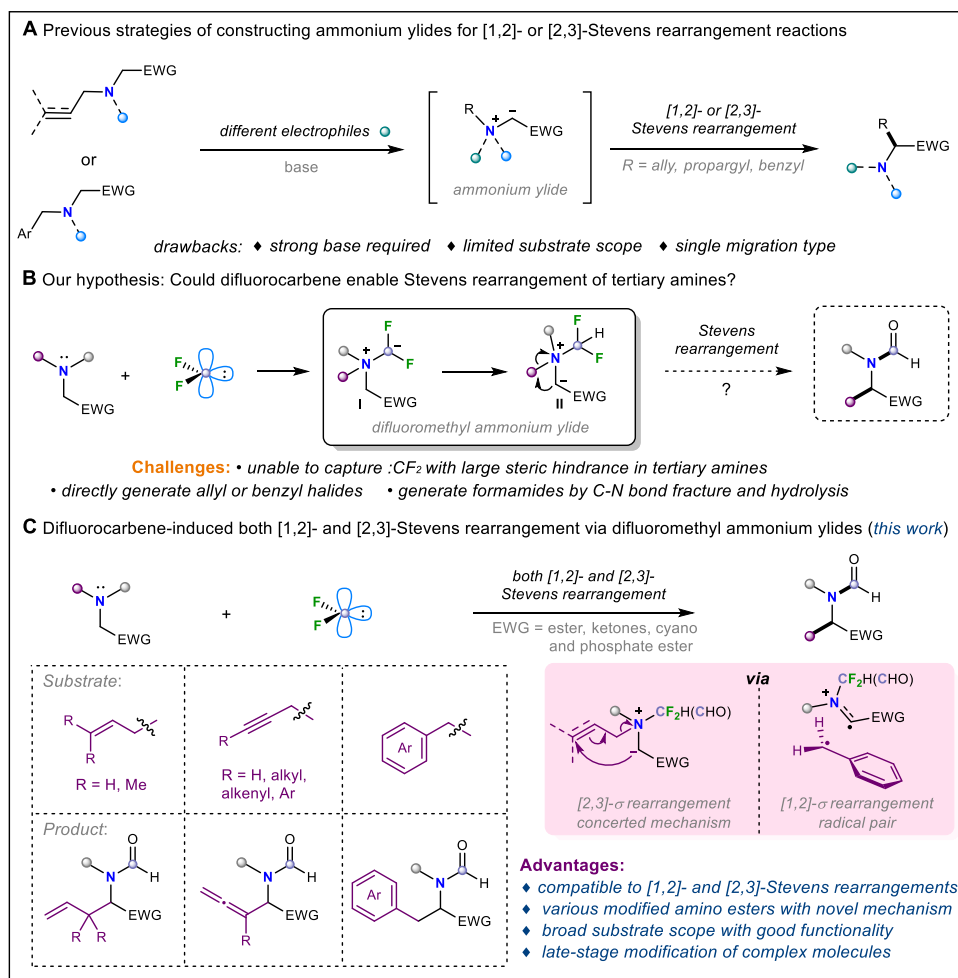 A Previous strategies of constructing ammonium ylides for [1,2]- or [2,3]-Stevens rearrangement reactions
EWG
N
or
EWG
N
Ar
different electrophiles
base
R
+
−
N
EWG
ammonium ylide
[1,2]- or [2,3]-
Stevens rearrangement
R = ally, propargyl, benzyl
R
EWG
N
drawbacks: ♦ strong base required ♦ limited substrate scope ♦ single migration type
B Our hypothesis: Could difluorocarbene enable Stevens rearrangement of tertiary amines?
N
EWG
+
F
F
:
F
+
−
N
F
EWG
I
F
H
+
N
F
−
EWG
II
difluoromethyl ammonium ylide
Stevens
rearrangement
?
O
N
H
EWG
Challenges: • unable to capture :CF2 with large steric hindrance in tertiary amines
• directly generate allyl or benzyl halides • generate formamides by C-N bond fracture and hydrolysis
C Difluorocarbene-induced both [1,2]- and [2,3]-Stevens rearrangement via difluoromethyl ammonium ylides (this work)
N
EWG
+
F
F
:
both [1,2]- and [2,3]-
Stevens rearrangement
EWG = ester, ketones, cyano
and phosphate ester
O
N
H
EWG
Substrate:
R
R
R = H, Me
R
R = H, alkyl,
alkenyl, Ar
Ar
Product:
O
N
H
EWG
R
R
O
N
H
EWG
R
O
Ar
N
H
EWG
via
+
N
CF2H(CHO)
−
EWG
[2,3]-σ rearrangement
concerted mechanism
CF2H(CHO)
+
N
H
EWG
H
[1,2]-σ rearrangement
radical pair
Advantages:
♦ compatible to [1,2]- and [2,3]-Stevens rearrangements
♦ various modified amino esters with novel mechanism
♦ broad substrate scope with good functionality
♦ late-stage modification of complex molecules